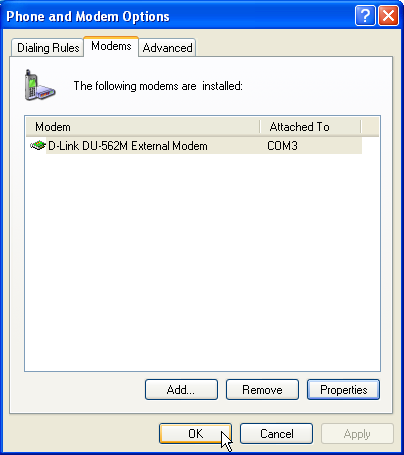 Phone and Modem Options
Dialing Rules Modems Advanced
The following modems are installed:
Modem Attached To
D-Link DU-562M External Modem COM3
Add... Remove Properties
OK Cancel Apply